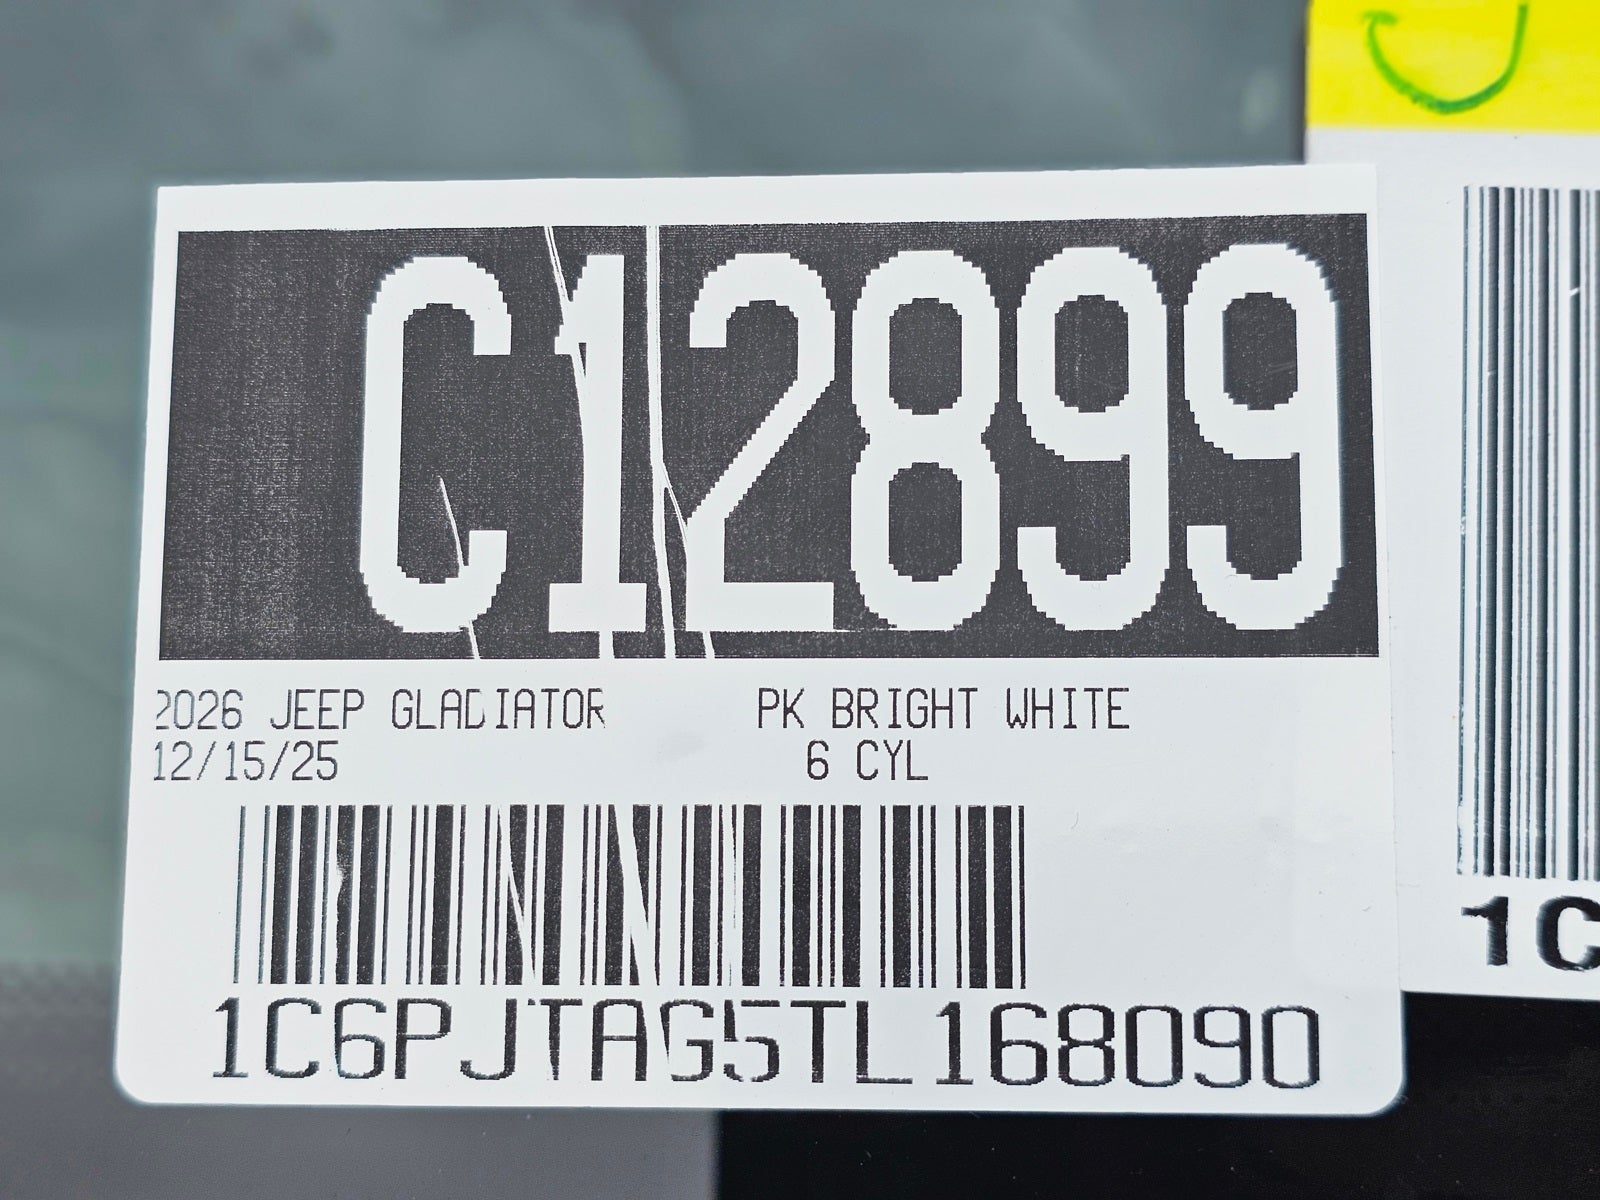 C12899
2026 JEEP GLADIATOR PK BRIGHT WHITE
12/15/25 6 CYL
1C6PJTAG5TL168090
1C